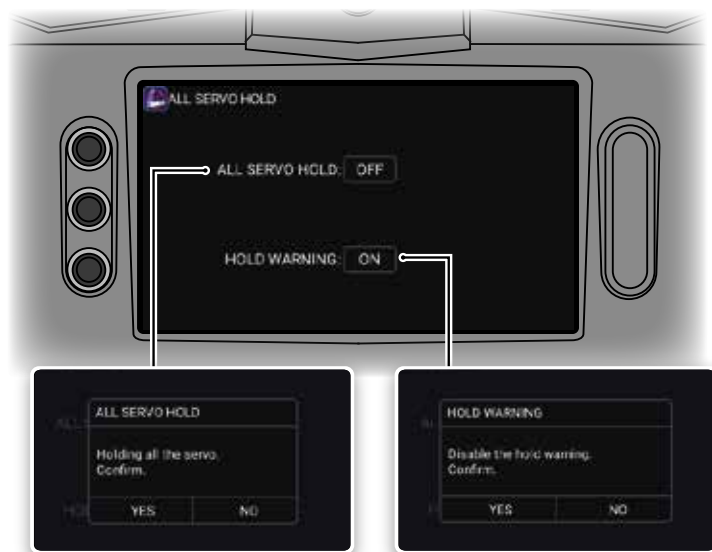 ALL SERVO HOLD
ALL SERVO HOLD: OFF
HOLD WARNING: ON
ALL SERVO HOLD
Holding all the servo.
Confirm.
YES NO
HOLD WARNING
Disable the hold warning.
Confirm.
YES NO